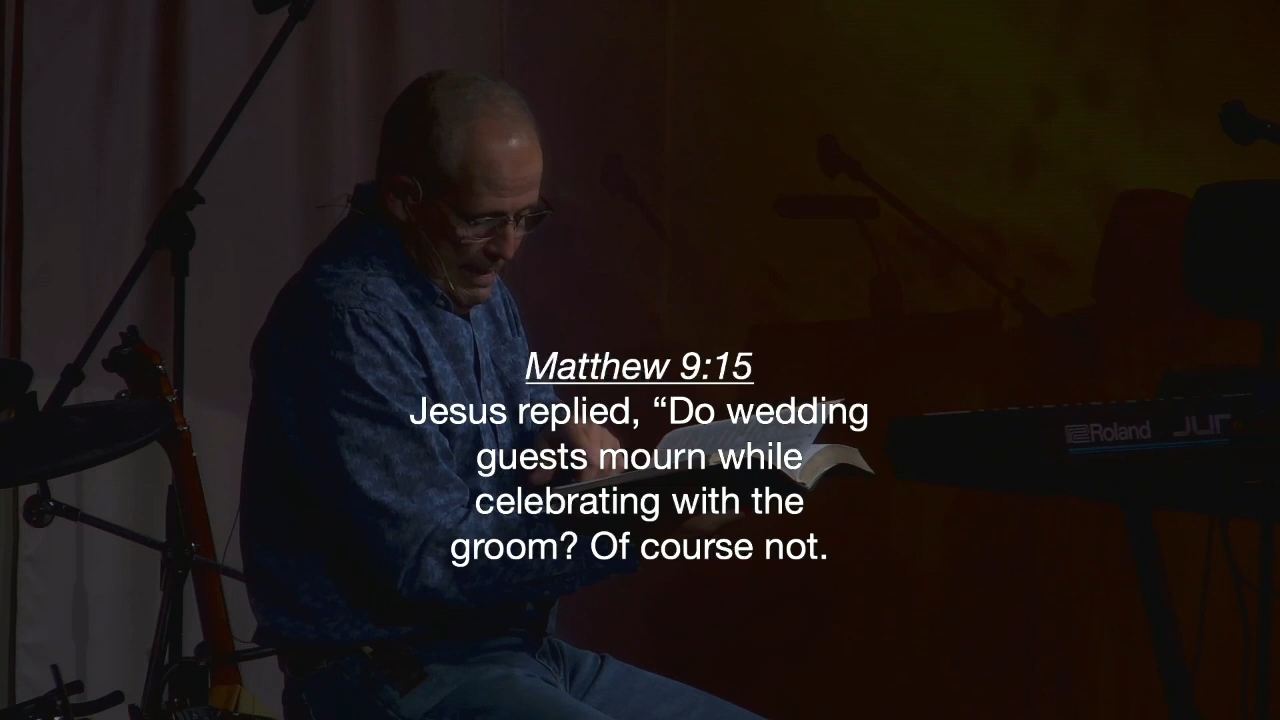 Matthew 9:15
Jesus replied, “Do wedding
guests mourn while
celebrating with the
groom? Of course not.
Roland